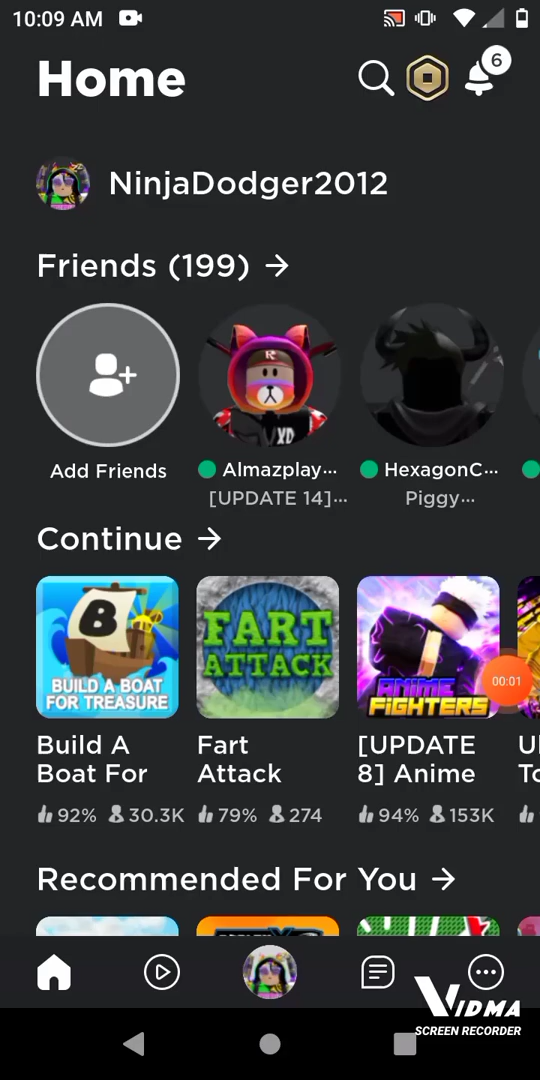 10:09 AM
Home
6
NinjaDodger2012
Friends (199) →
Add Friends
Almazplay...
HexagonC...
[UPDATE 14]...
Piggy...
XD
Continue →
B
BUILD A BOAT
FOR TREASURE
FART
ATTACK
ANIME
FIGHTERS
00:01
Build A
Boat For
Fart
Attack
[UPDATE
8] Anime
92% 30.3K
79% 274
94% 153K
Recommended For You →
VIDMA
SCREEN RECORDER